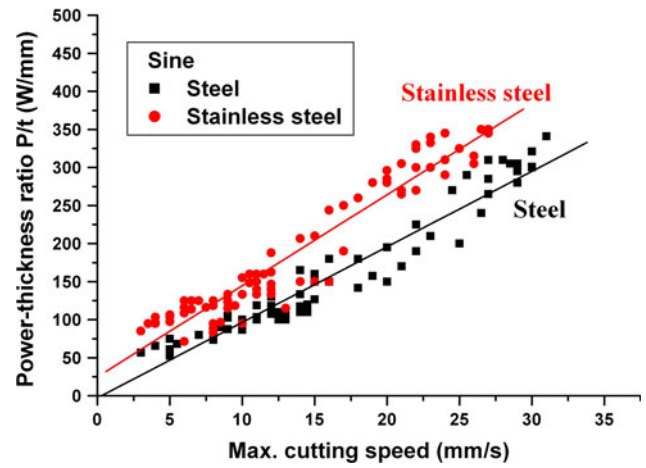 500
450
400
350
300
250
200
150
100
50
0
Power-thickness ratio P/t (W/mm)
Sine
Steel
Stainless steel
Stainless steel
Steel
0 5 10 15 20 25 30 35
Max. cutting speed (mm/s)